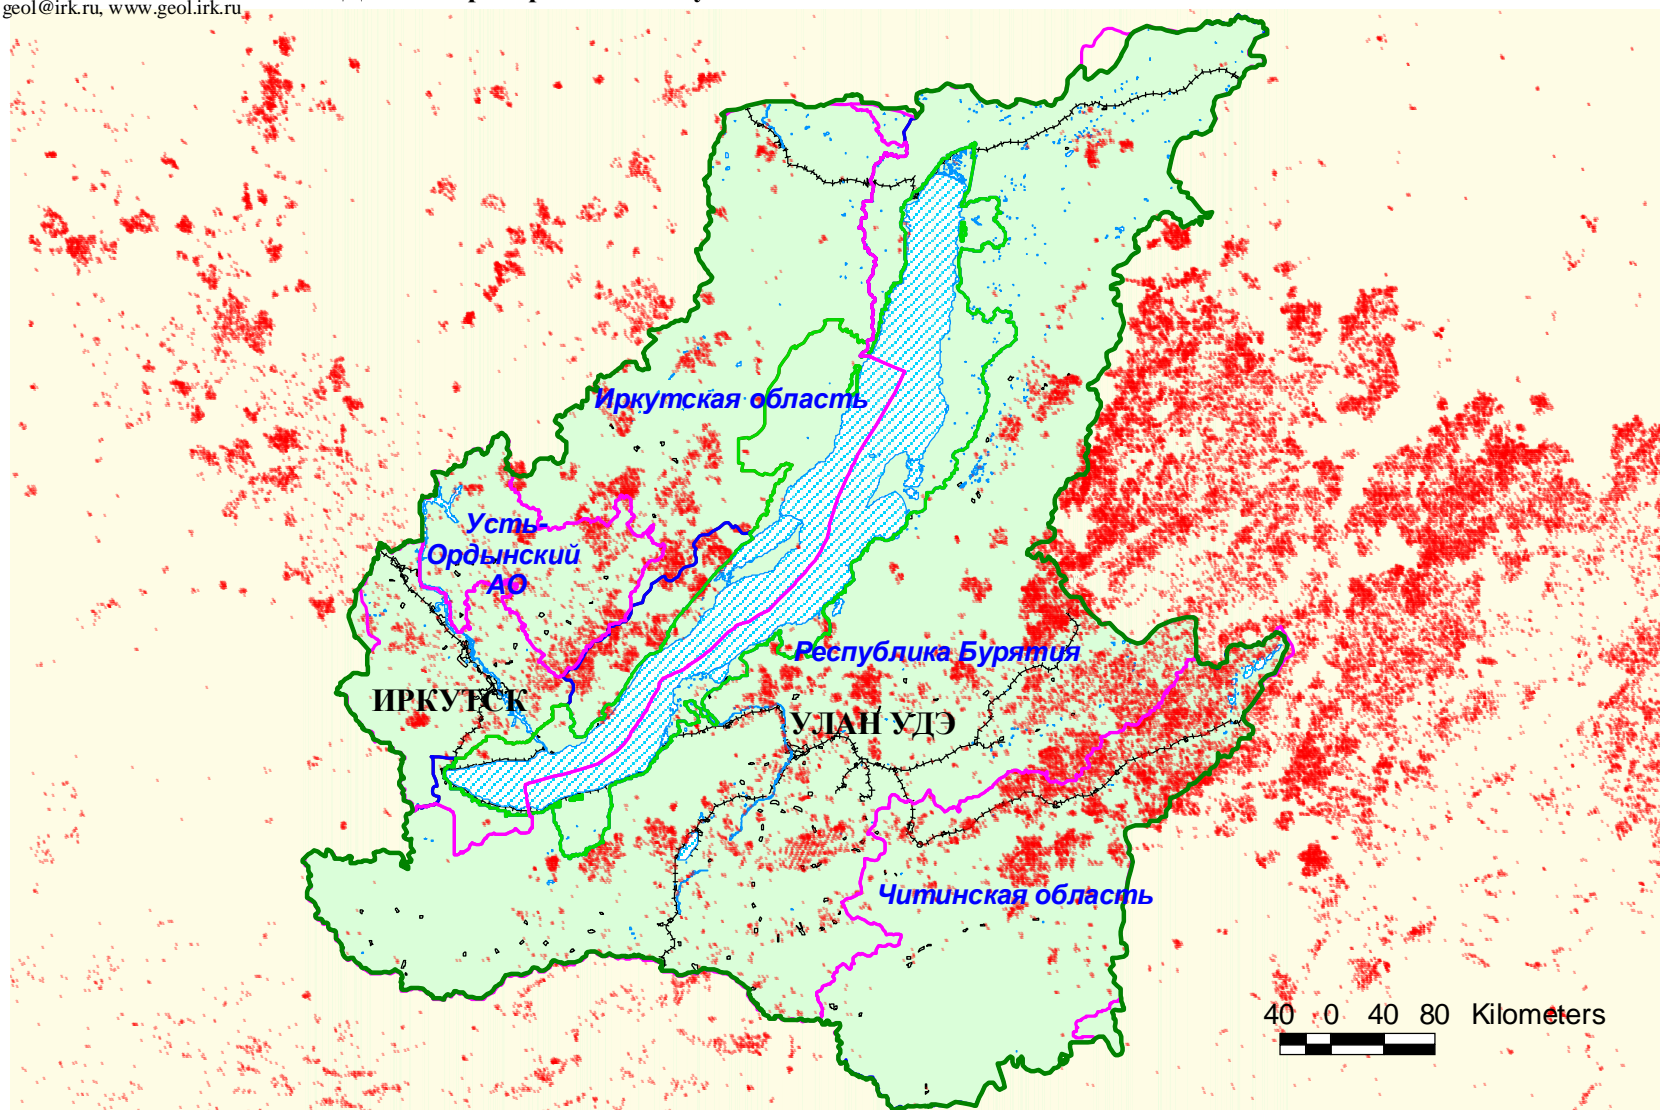 geol@irk.ru, www.geol.irk.ru
Иркутская область
Усть-
Ордынский
АО
Республика Бурятия
ИРКУТСК
УЛАН УДЭ
Читинская область
40 0 40 80 Kilometers